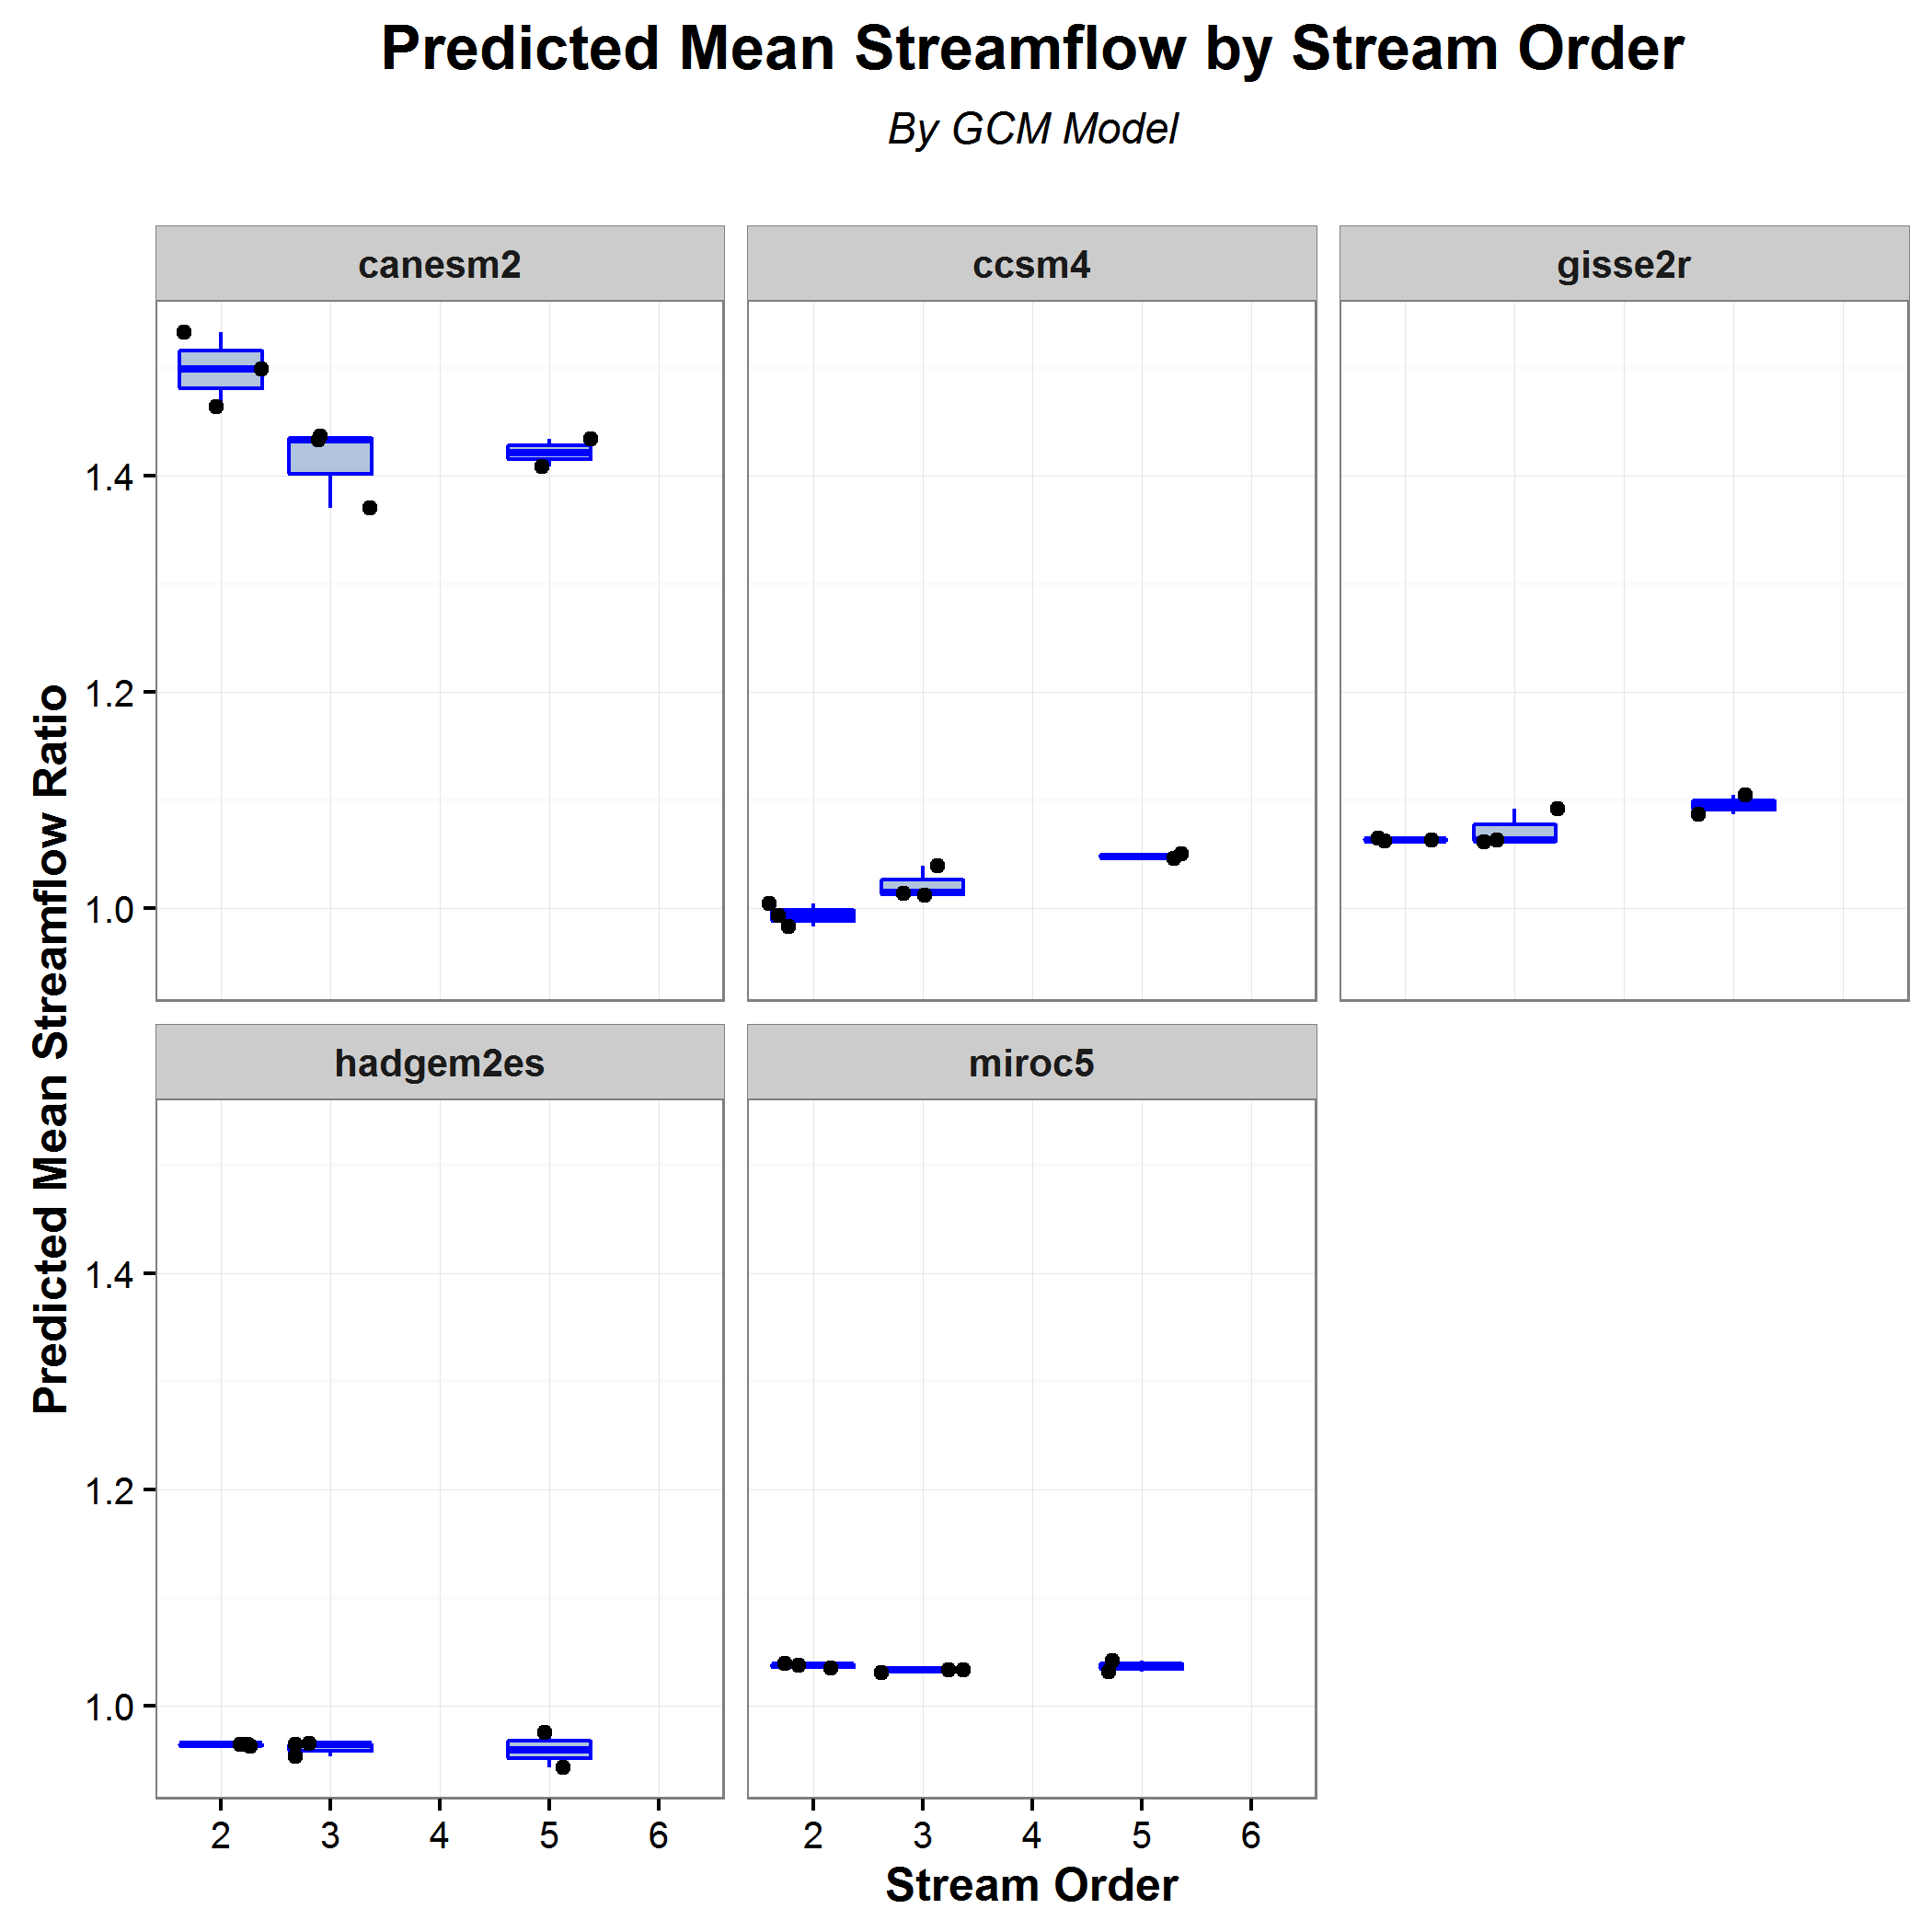 Predicted Mean Streamflow by Stream Order
By GCM Model
canesm2
ccsm4
gisse2r
1.4
1.2
1.0
hadgem2es
miroc5
1.4
1.2
1.0
Predicted Mean Streamflow Ratio
2 3 4 5 6
2 3 4 5 6
Stream Order